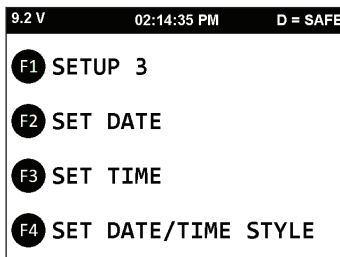 9.2 V 02:14:35 PM D = SAFE
F1 SETUP 3
F2 SET DATE
F3 SET TIME
F4 SET DATE/TIME STYLE